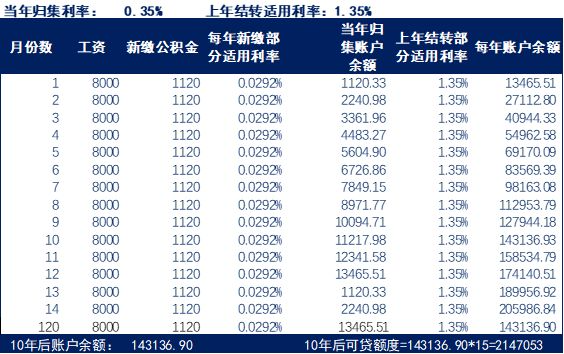 当年归集利率： 0.35% 上年结转适用利率：1.35%
月份数 工资 新缴公积金 每年新缴部分适用利率 当年归集账户余额 上年结转部分适用利率 每年账户余额
1 8000 1120 0.0292% 1120.33 1.35% 13465.51
2 8000 1120 0.0292% 2240.98 1.35% 27112.80
3 8000 1120 0.0292% 3361.96 1.35% 40944.33
4 8000 1120 0.0292% 4483.27 1.35% 54962.58
5 8000 1120 0.0292% 5604.90 1.35% 69170.09
6 8000 1120 0.0292% 6726.86 1.35% 83569.39
7 8000 1120 0.0292% 7849.15 1.35% 98163.08
8 8000 1120 0.0292% 8971.77 1.35% 112953.79
9 8000 1120 0.0292% 10094.71 1.35% 127944.18
10 8000 1120 0.0292% 11217.98 1.35% 143136.93
11 8000 1120 0.0292% 12341.58 1.35% 158534.79
12 8000 1120 0.0292% 13465.51 1.35% 174140.51
13 8000 1120 0.0292% 1120.33 1.35% 189956.92
14 8000 1120 0.0292% 2240.98 1.35% 205986.84
120 8000 1120 0.0292% 13465.51 1.35% 143136.90
10年后账户余额： 143136.90 10年后可贷额度=143136.90*15=2147053